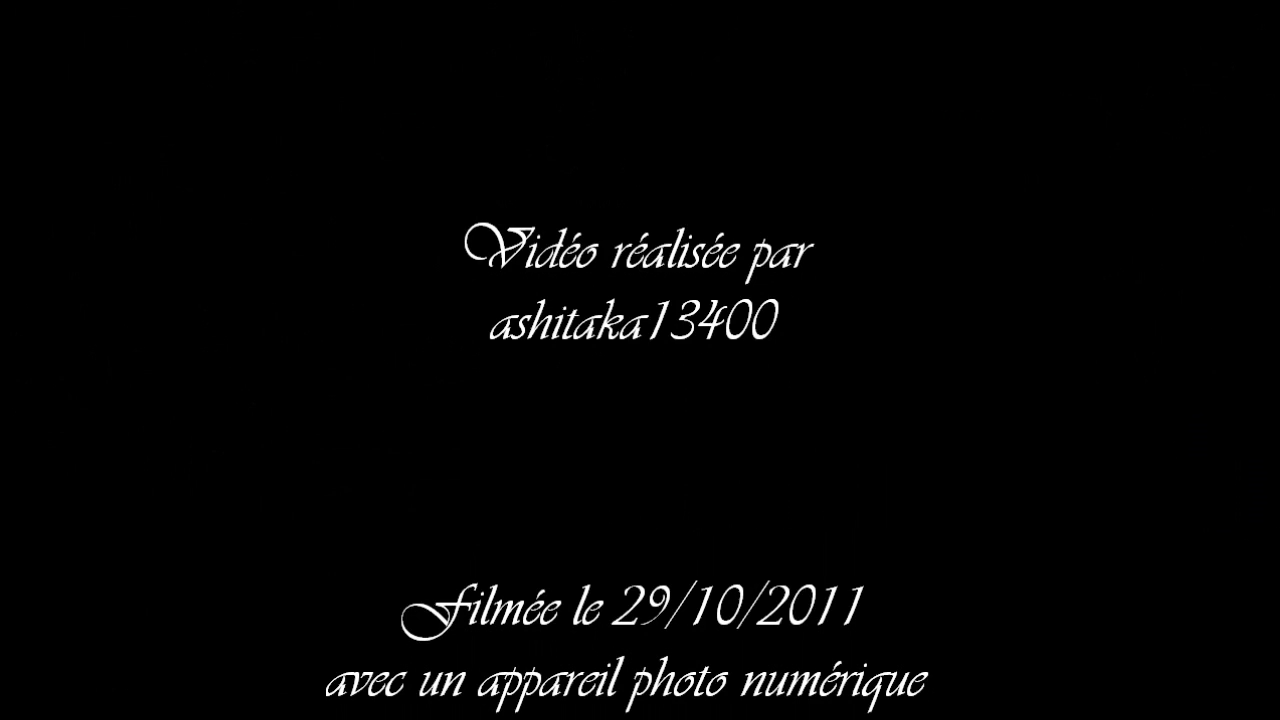 Vidéo réalisée par
ashitaka13400
Filmée le 29/10/2011
avec un appareil photo numérique